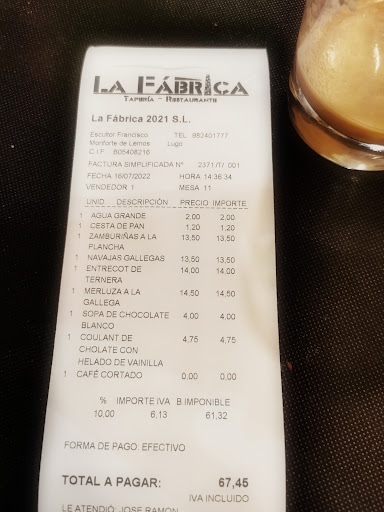 LA FÁBRICA
TAPERÍA - RESTAURANTE
La Fábrica 2021 S.L.
Escultor Francisco TEL. 982401777
Monforte de Lemos Lugo
C.I.F. B05408216
FACTURA SIMPLIFICADA Nº 2371 /T/ 001
FECHA 16/07/2022 HORA 14:36:34
VENDEDOR 1 MESA 11
UNID. DESCRIPCIÓN PRECIO IMPORTE
1 AGUA GRANDE 2,00 2,00
1 CESTA DE PAN 1,20 1,20
1 ZAMBURIÑAS A LA 13,50 13,50
PLANCHA
1 NAVAJAS GALLEGAS 13,50 13,50
1 ENTRECOT DE 14,00 14,00
TERNERA
1 MERLUZA A LA 14,50 14,50
GALLEGA
1 SOPA DE CHOCOLATE 4,00 4,00
BLANCO
1 COULANT DE 4,75 4,75
CHOLATE CON
HELADO DE VAINILLA
1 CAFÉ CORTADO 0,00 0,00
% IMPORTE IVA B.IMPONIBLE
10,00 6,13 61,32
FORMA DE PAGO: EFECTIVO
TOTAL A PAGAR: 67,45
IVA INCLUIDO
LE ATENDIÓ: JOSE RAMON